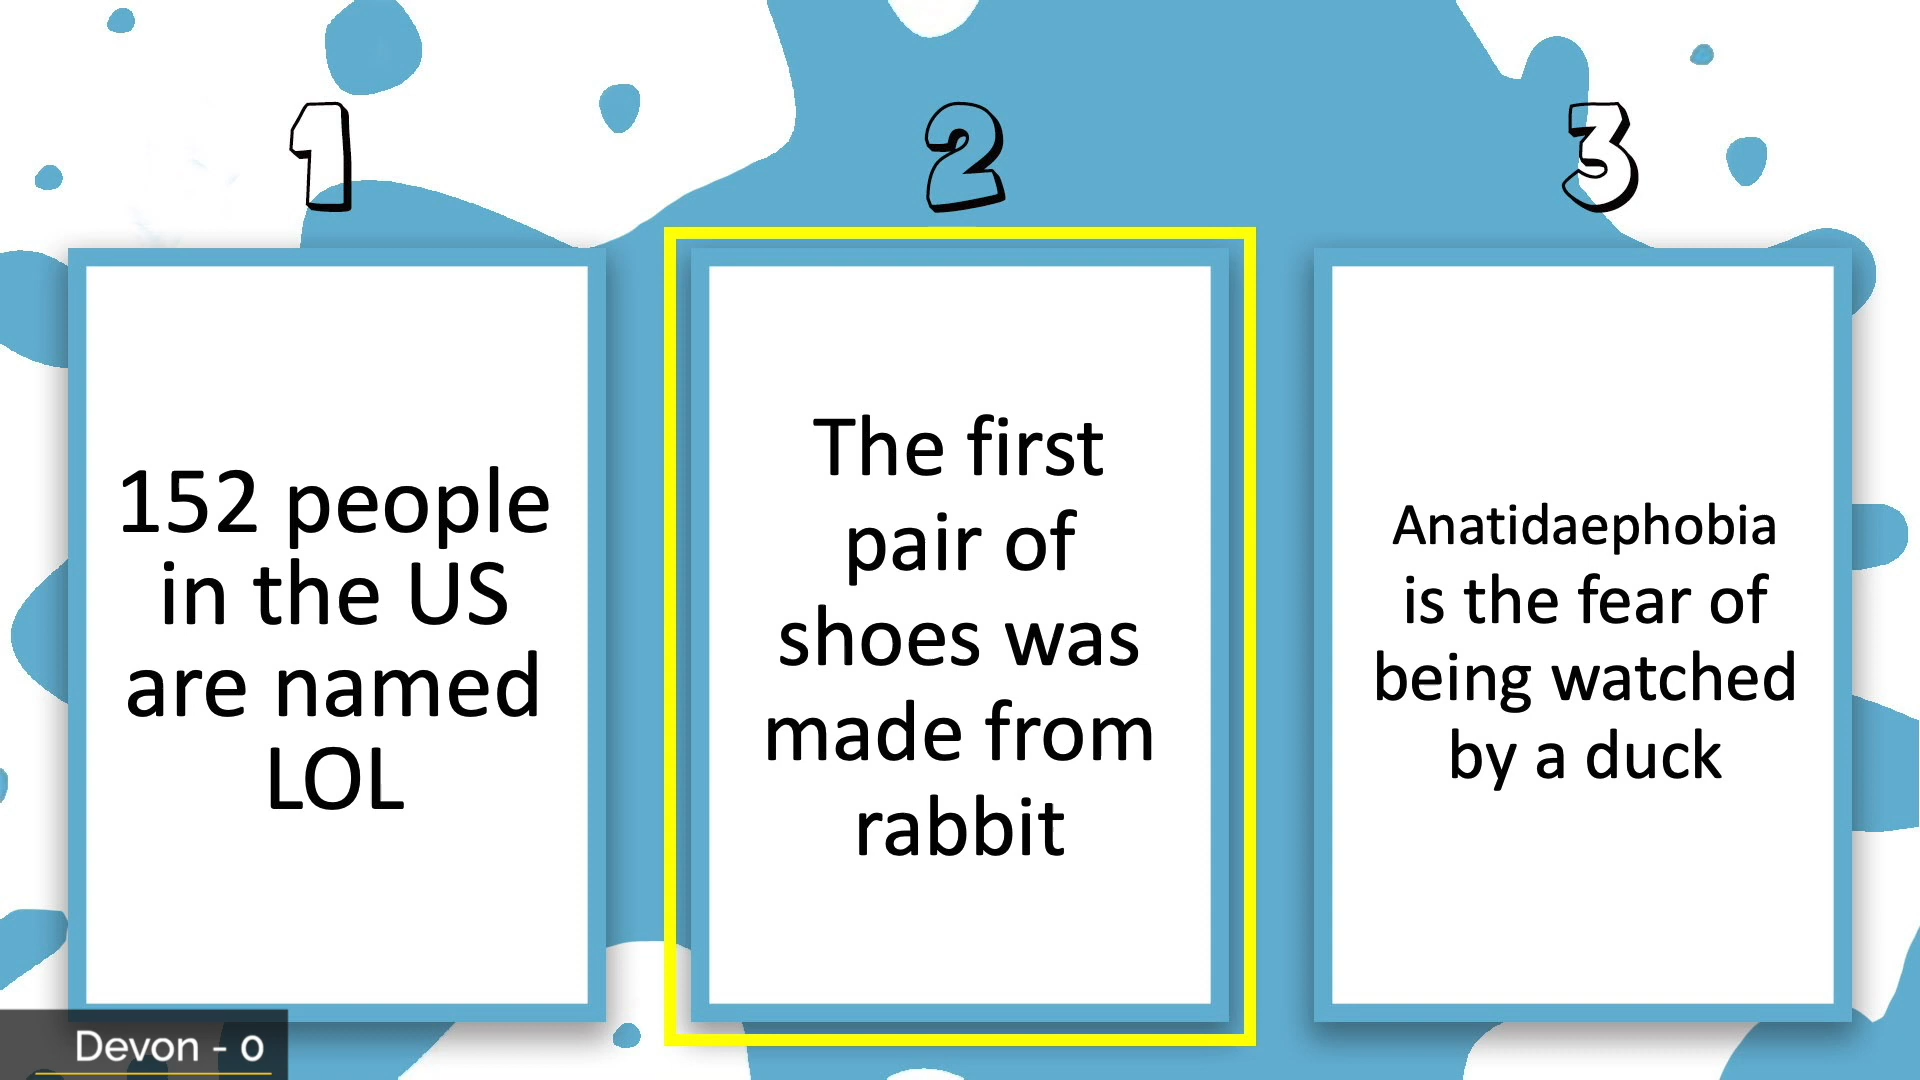 1
2
3
152 people
in the US
are named
LOL
The first
pair of
shoes was
made from
rabbit
Anatidaephobia
is the fear of
being watched
by a duck
Devon - 0